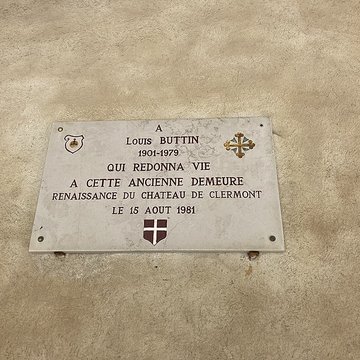 A
LOUIS BUTTIN
1901-1979
QUI REDONNA VIE
A CETTE ANCIENNE DEMEURE
RENAISSANCE DU CHATEAU DE CLERMONT
LE 15 AOUT 1981